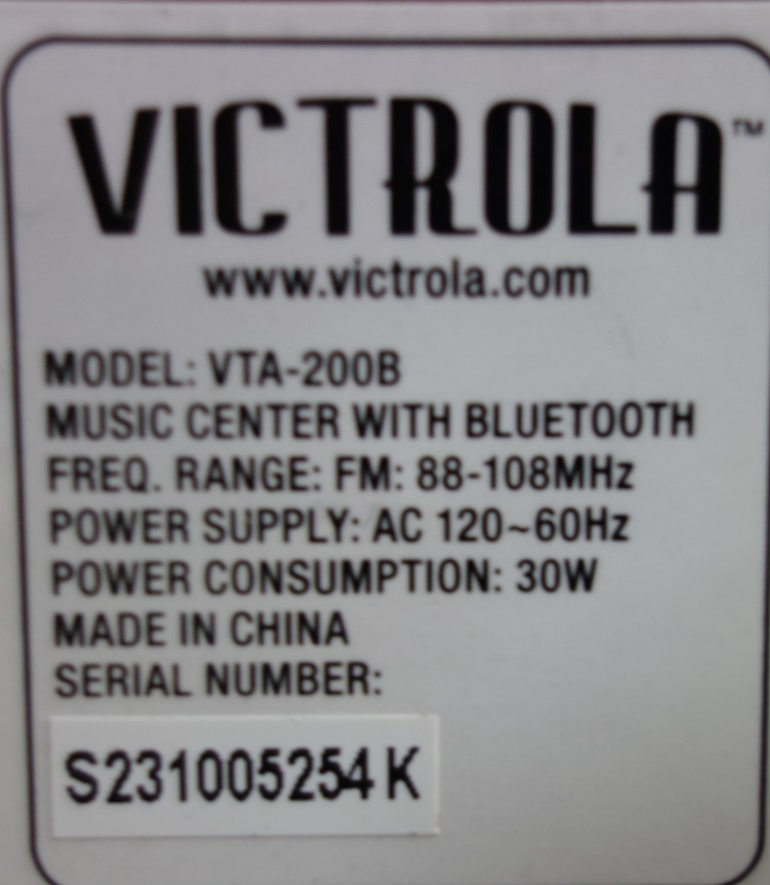 VICTROLA™
www.victrola.com
MODEL: VTA-200B
MUSIC CENTER WITH BLUETOOTH
FREQ. RANGE: FM: 88-108MHz
POWER SUPPLY: AC 120~60Hz
POWER CONSUMPTION: 30W
MADE IN CHINA
SERIAL NUMBER:
S231005254K